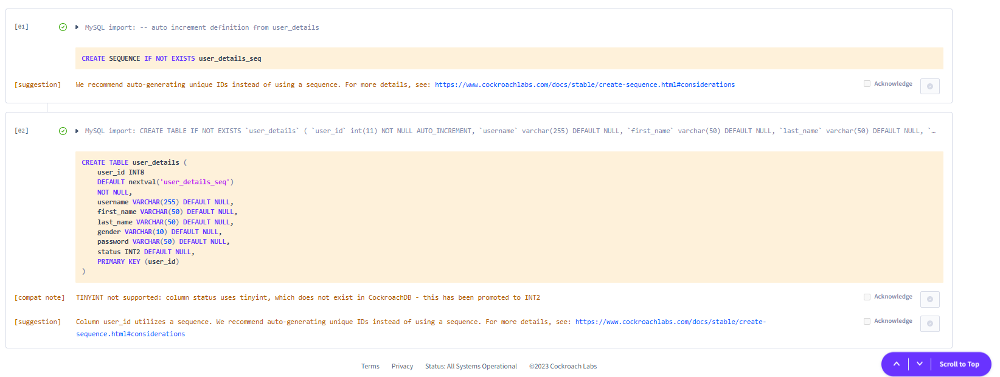 [01] MySQL import: -- auto increment definition from user_details
CREATE SEQUENCE IF NOT EXISTS user_details_seq
[suggestion] We recommend auto-generating unique IDs instead of using a sequence. For more details, see: https://www.cockroachlabs.com/docs/stable/create-sequence.html#considerations Acknowledge
[02] MySQL import: CREATE TABLE IF NOT EXISTS `user_details` ( `user_id` int(11) NOT NULL AUTO_INCREMENT, `username` varchar(255) DEFAULT NULL, `first_name` varchar(50) DEFAULT NULL, `last_name` varchar(50) DEFAULT NULL, `…
CREATE TABLE user_details (
user_id INT8
DEFAULT nextval('user_details_seq')
NOT NULL,
username VARCHAR(255) DEFAULT NULL,
first_name VARCHAR(50) DEFAULT NULL,
last_name VARCHAR(50) DEFAULT NULL,
gender VARCHAR(10) DEFAULT NULL,
password VARCHAR(50) DEFAULT NULL,
status INT2 DEFAULT NULL,
PRIMARY KEY (user_id)
)
[compat note] TINYINT not supported: column status uses tinyint, which does not exist in CockroachDB - this has been promoted to INT2 Acknowledge
[suggestion] Column user_id utilizes a sequence. We recommend auto-generating unique IDs instead of using a sequence. For more details, see: https://www.cockroachlabs.com/docs/stable/create- Acknowledge
sequence.html#considerations
Terms Privacy Status: All Systems Operational ©2023 Cockroach Labs
Scroll to Top